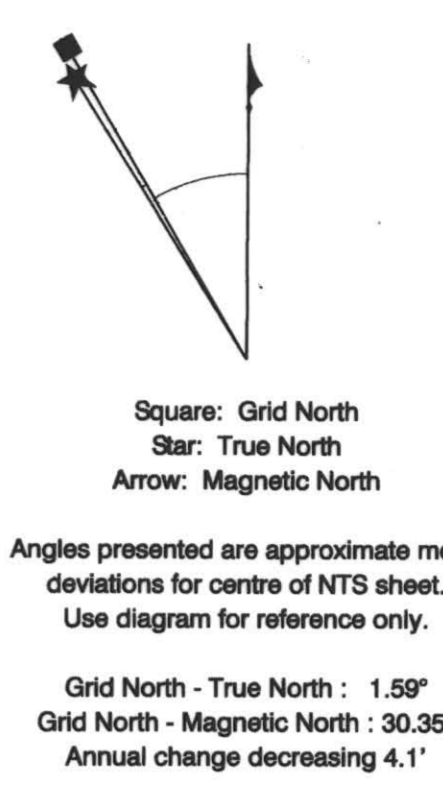 Square: Grid North
Star: True North
Arrow: Magnetic North
Angles presented are approximate
deviations for centre of NTS sheet.
Use diagram for reference only.
Grid North - True North : 1.59°
Grid North - Magnetic North : 30.35
Annual change decreasing 4.1'